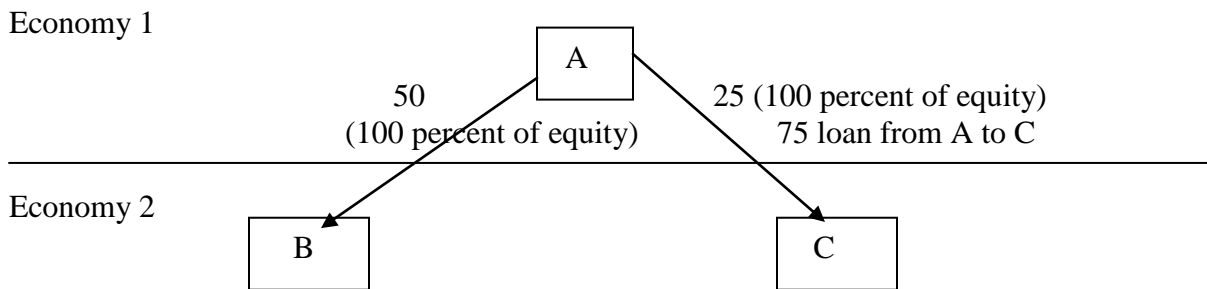 Economy 1
A
50
(100 percent of equity)
25 (100 percent of equity)
75 loan from A to C
Economy 2
B
C